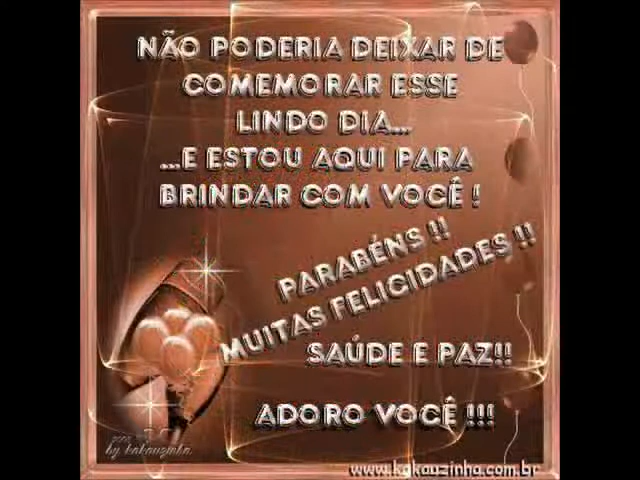 NÃO PODERIA DEIXAR DE
COMEMORAR ESSE
LINDO DIA...
...E ESTOU AQUI PARA
BRINDAR COM VOCÊ !
PARABÉNS !!
MUITAS FELICIDADES, !!
SAÚDE E PAZ!!
ADORO VOCÊ !!!
by kakauzinha
www.kakauzinha.com.br